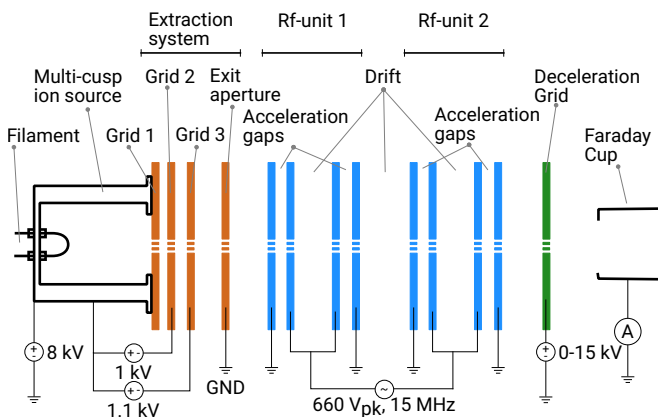 Extraction
system
Rf-unit 1
Rf-unit 2
Multi-cusp
ion source
Grid 2
Exit
aperture
Drift
Deceleration
Grid
Filament
Grid 1
Grid 3
Acceleration
gaps
Acceleration
gaps
Faraday
Cup
+
-
8 kV
+ -
1 kV
+ -
1.1 kV
GND
~
660 Vpk, 15 MHz
+
-
0-15 kV
A